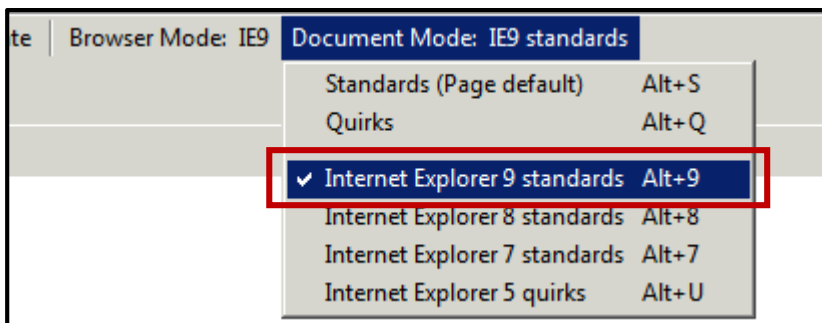 te Browser Mode: IE9 Document Mode: IE9 standards
Standards (Page default) Alt+S
Quirks Alt+Q
Internet Explorer 9 standards Alt+9
Internet Explorer 8 standards Alt+8
Internet Explorer 7 standards Alt+7
Internet Explorer 5 quirks Alt+U